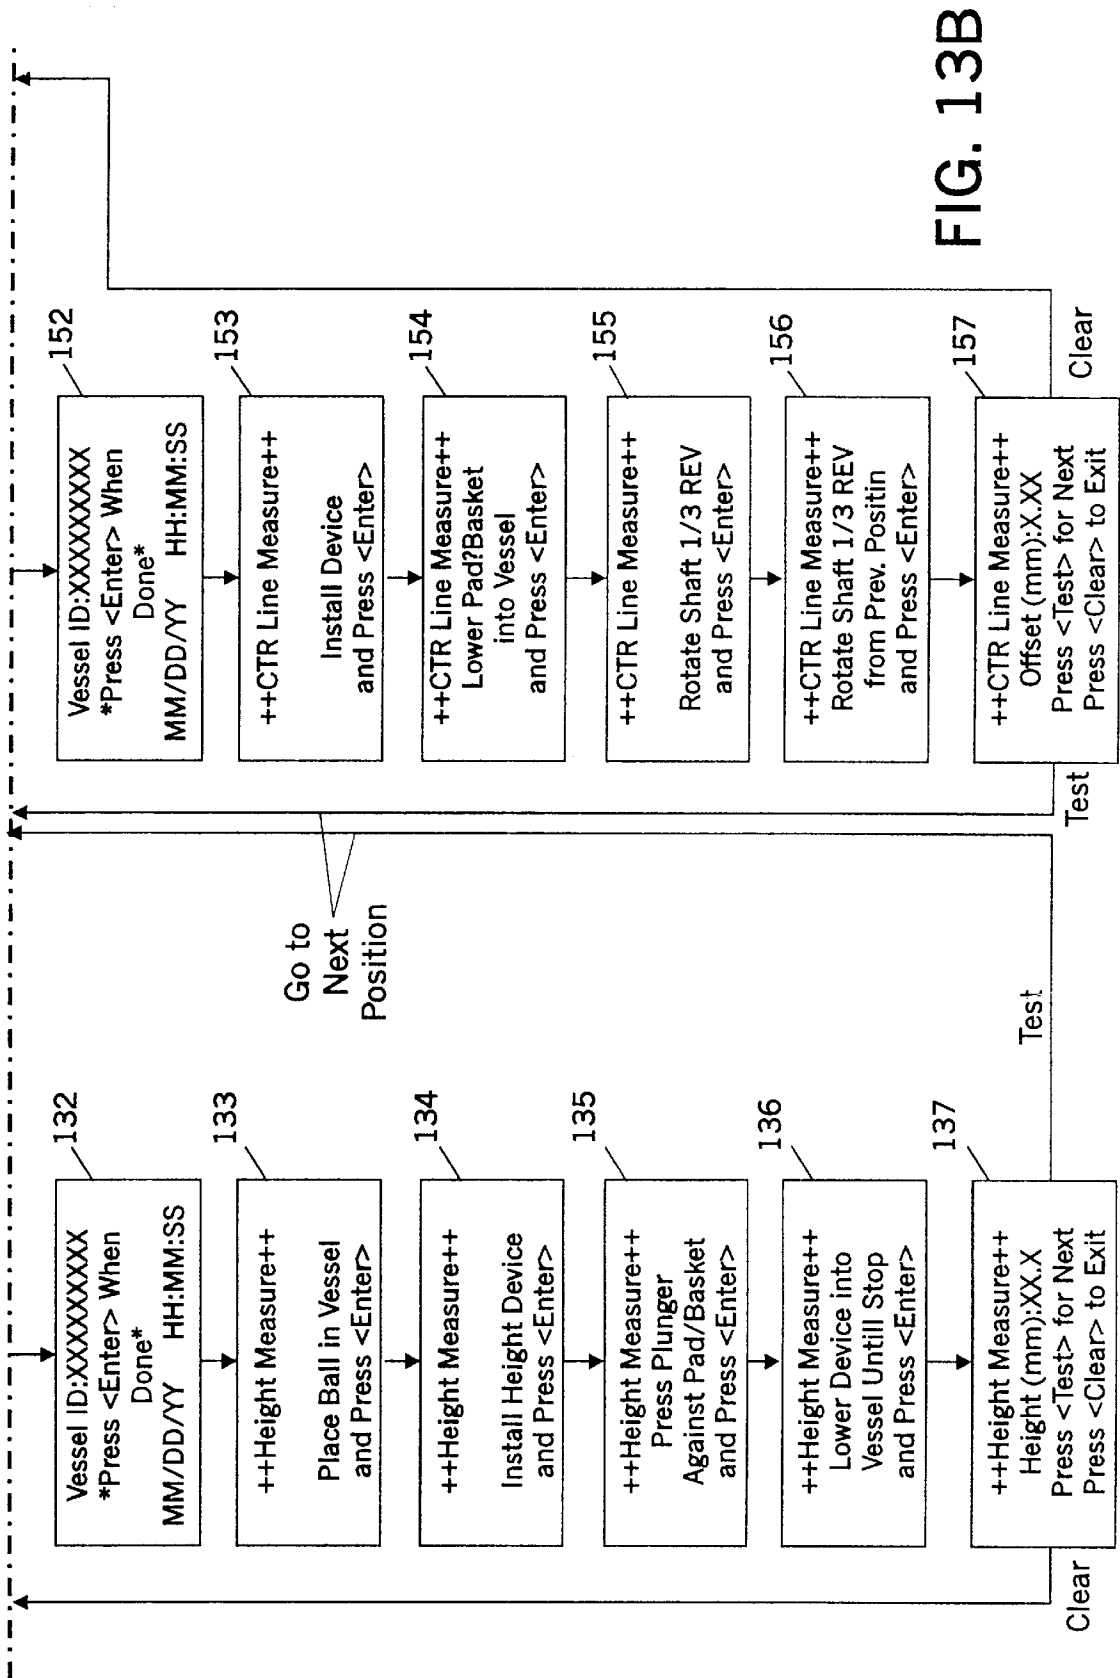 132
Vessel ID:XXXXXXXXXX
*Press <Enter> When
Done*
MM/DD/YY HH:MM:SS
133
++Height Measure++
Place Ball in Vessel
and Press <Enter>
134
++Height Measure++
Install Height Device
and Press <Enter>
135
++Height Measure++
Press Plunger
Against Pad/Basket
and Press <Enter>
136
++Height Measure++
Lower Device into
Vessel Untill Stop
and Press <Enter>
137
++Height Measure++
Height (mm):XX.X
Press <Test> for Next
Press <Clear> to Exit
Clear
Test
Go to
Next
Position
152
Vessel ID:XXXXXXXXXX
*Press <Enter> When
Done*
MM/DD/YY HH:MM:SS
153
++CTR Line Measure++
Install Device
and Press <Enter>
154
++CTR Line Measure++
Lower Pad?Basket
into Vessel
and Press <Enter>
155
++CTR Line Measure++
Rotate Shaft 1/3 REV
and Press <Enter>
156
++CTR Line Measure++
Rotate Shaft 1/3 REV
from Prev. Positin
and Press <Enter>
157
++CTR Line Measure++
Offset (mm):X.XX
Press <Test> for Next
Press <Clear> to Exit
Test
Clear
FIG. 13B